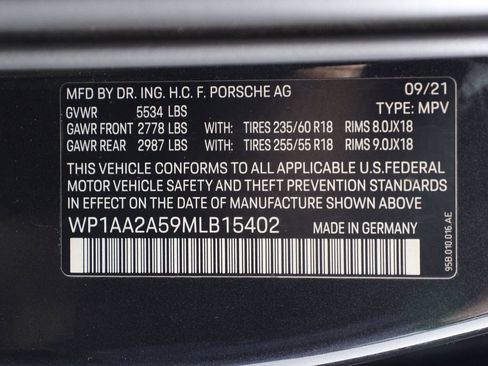 MFD BY DR. ING. H.C. F. PORSCHE AG 09/21
GVWR 5534 LBS TYPE: MPV
GAWR FRONT 2778 LBS WITH: TIRES 235/60 R18 RIMS 8.0JX18
GAWR REAR 2987 LBS WITH: TIRES 255/55 R18 RIMS 9.0JX18
THIS VEHICLE CONFORMS TO ALL APPLICABLE U.S.FEDERAL
MOTOR VEHICLE SAFETY AND THEFT PREVENTION STANDARDS
IN EFFECT ON THE DATE OF MANUFACTURE SHOWN ABOVE
WP1AA2A59MLB15402 MADE IN GERMANY
95B.010.016.AE